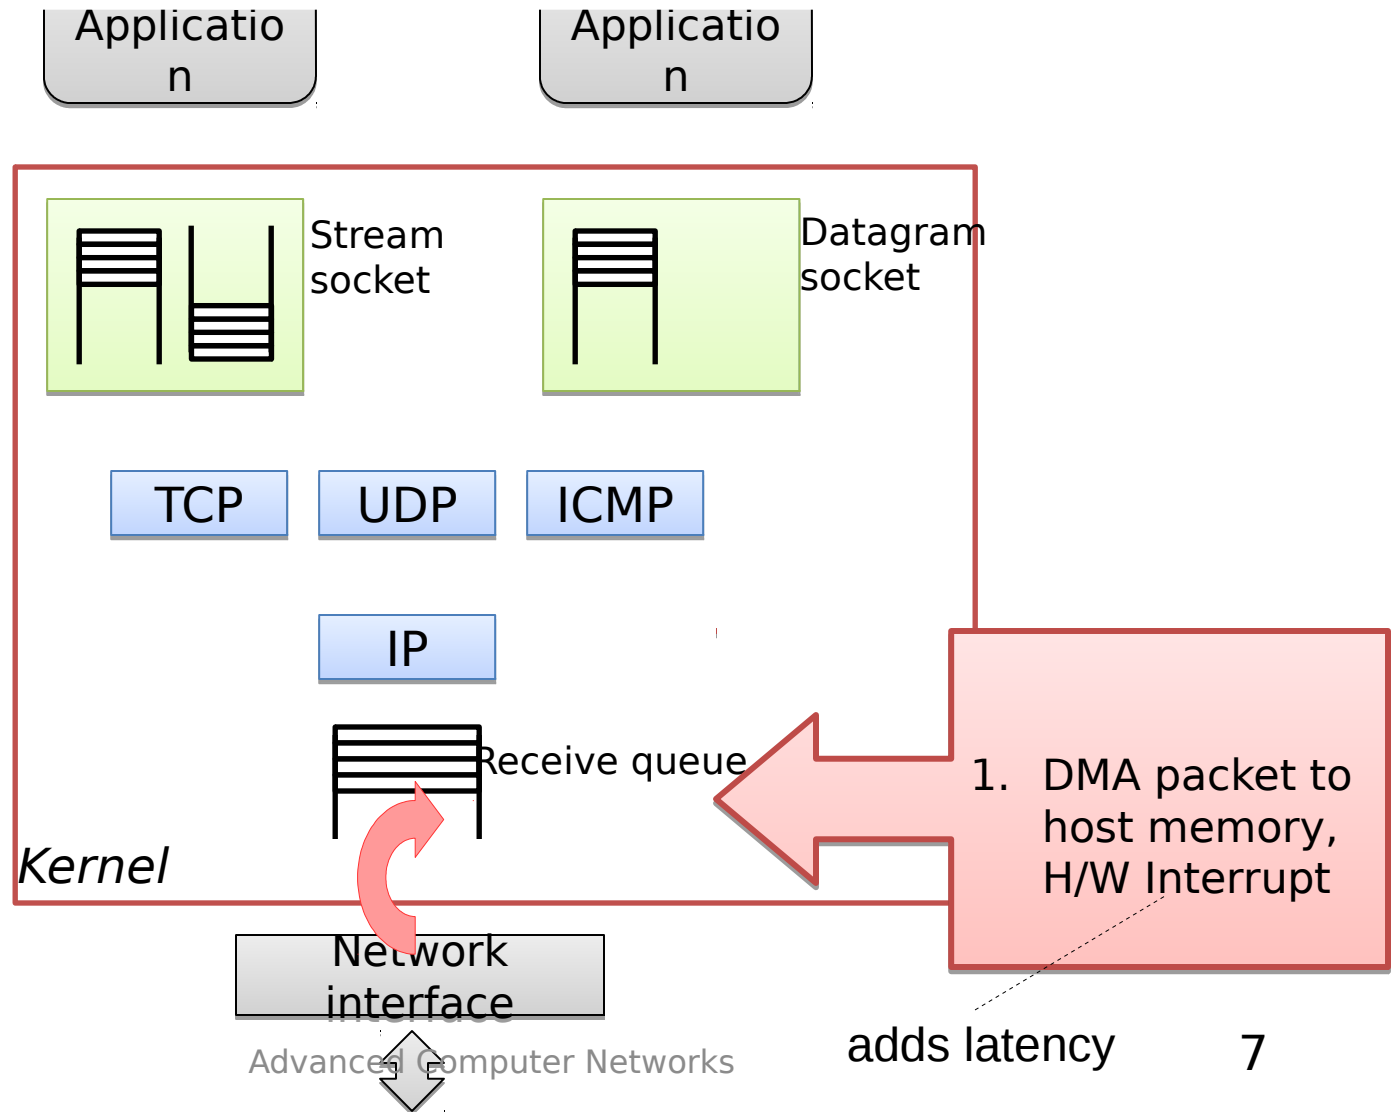 Applicatio
n
Applicatio
n
Stream
socket
Datagram
socket
TCP
UDP
ICMP
IP
Receive queue
1. DMA packet to
host memory,
H/W Interrupt
Kernel
Network
interface
adds latency
Advanced Computer Networks
7